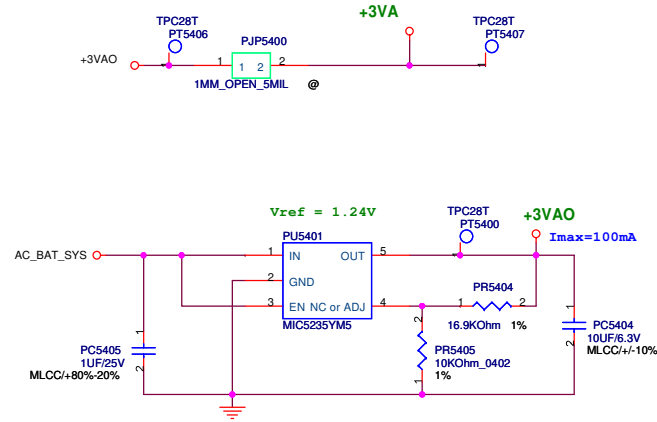 +3VA
TPC28T
PT5406
PJP5400
TPC28T
PT5407
+3VAO
1
1 2
2
1
1
1MM_OPEN_5MIL @
Vref = 1.24V
TPC28T
PT5400
+3VAO
PU5401
Imax=100mA
AC_BAT_SYS
1 IN OUT 5
1
2 GND
PR5404
3 EN NC or ADJ 4
1 2
MIC5235YM5
16.9KOhm 1%
1
PC5404
10UF/6.3V
MLCC/+/-10%
2
1
PC5405
1UF/25V
MLCC/+80%-20%
2
2
PR5405
10KOhm_0402
1%
1